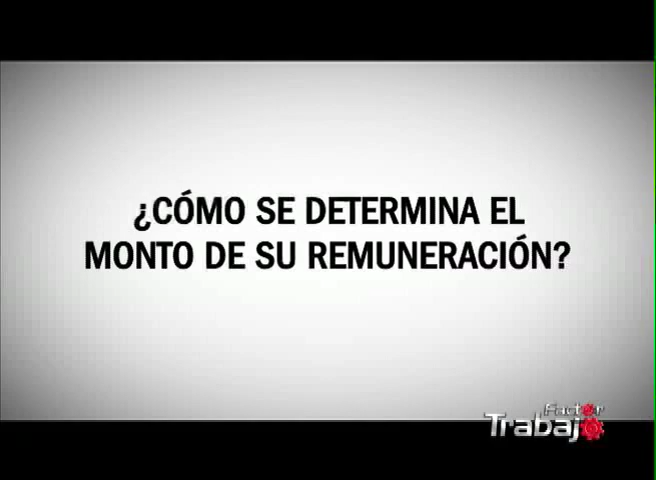 ¿CÓMO SE DETERMINA EL
MONTO DE SU REMUNERACIÓN?
Factor
Trabajo